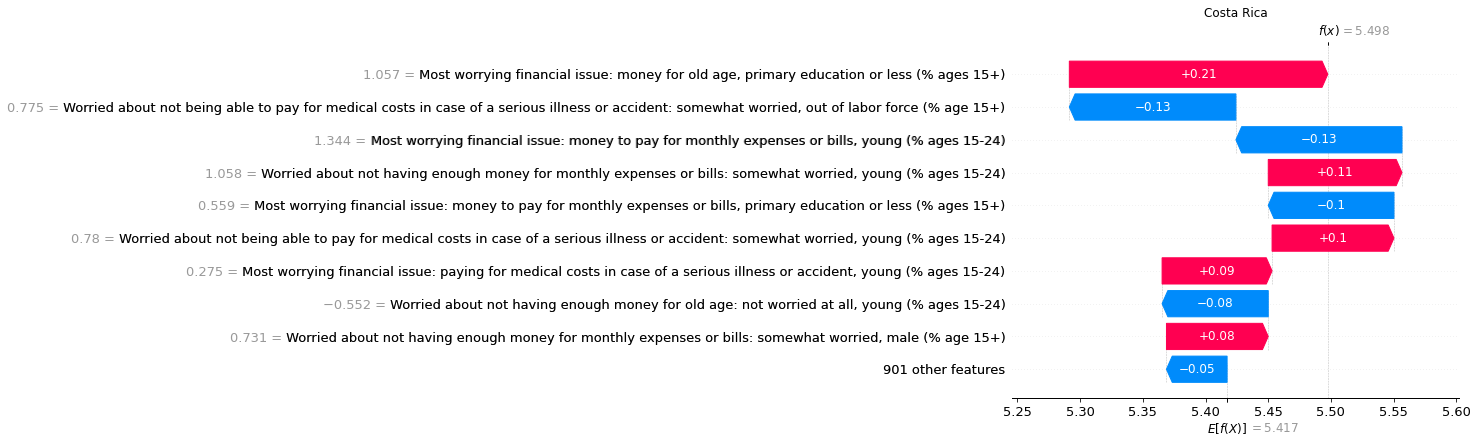 Costa Rica
f(x) = 5.498
1.057 = Most worrying financial issue: money for old age, primary education or less (% ages 15+)
+0.21
0.775 = Worried about not being able to pay for medical costs in case of a serious illness or accident: somewhat worried, out of labor force (% age 15+)
−0.13
1.344 = Most worrying financial issue: money to pay for monthly expenses or bills, young (% ages 15-24)
−0.13
1.058 = Worried about not having enough money for monthly expenses or bills: somewhat worried, young (% ages 15-24)
+0.11
0.559 = Most worrying financial issue: money to pay for monthly expenses or bills, primary education or less (% ages 15+)
−0.1
0.78 = Worried about not being able to pay for medical costs in case of a serious illness or accident: somewhat worried, young (% ages 15-24)
+0.1
0.275 = Most worrying financial issue: paying for medical costs in case of a serious illness or accident, young (% ages 15-24)
+0.09
−0.552 = Worried about not having enough money for old age: not worried at all, young (% ages 15-24)
−0.08
0.731 = Worried about not having enough money for monthly expenses or bills: somewhat worried, male (% age 15+)
+0.08
901 other features
−0.05
5.25 5.30 5.35 5.40 5.45 5.50 5.55 5.60
E[f(X)] = 5.417